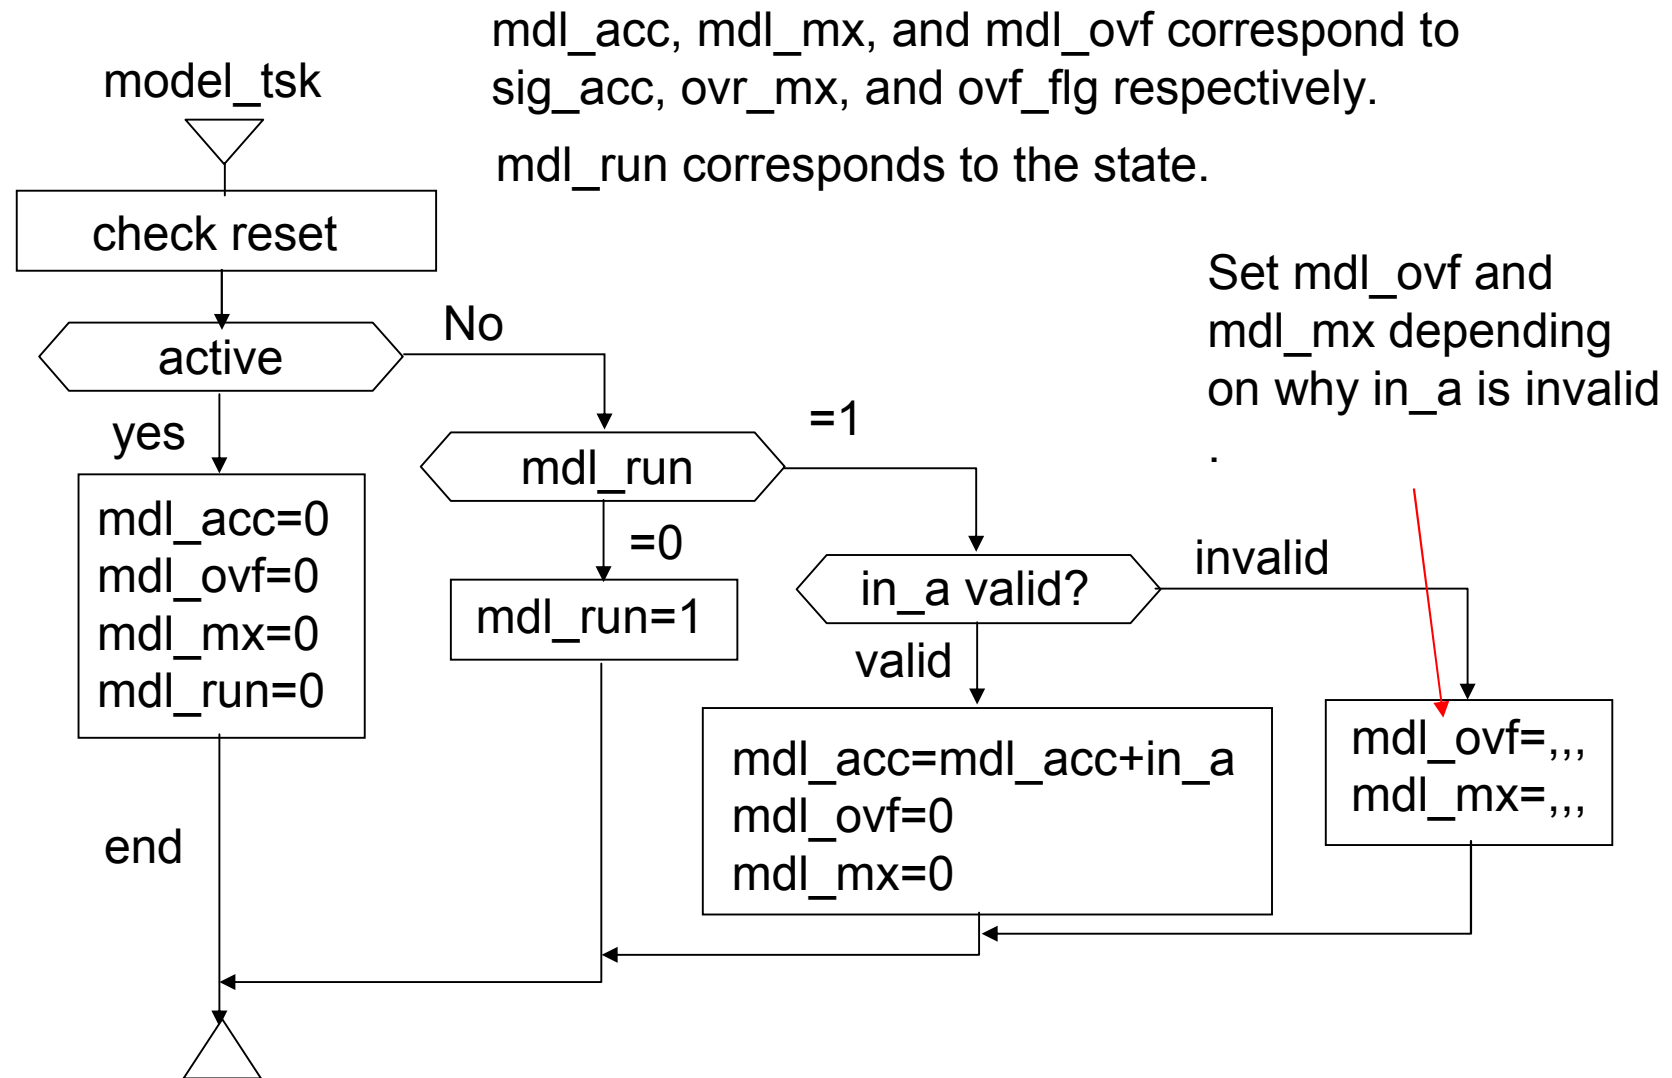 mdl_acc, mdl_mx, and mdl_ovf correspond to
sig_acc, ovr_mx, and ovf_flg respectively.
mdl_run corresponds to the state.
model_tsk
check reset
active
No
yes
mdl_acc=0
mdl_ovf=0
mdl_mx=0
mdl_run=0
end
mdl_run
=1
=0
mdl_run=1
in_a valid?
invalid
valid
mdl_acc=mdl_acc+in_a
mdl_ovf=0
mdl_mx=0
Set mdl_ovf and
mdl_mx depending
on why in_a is invalid
.
mdl_ovf=,,,
mdl_mx=,,,